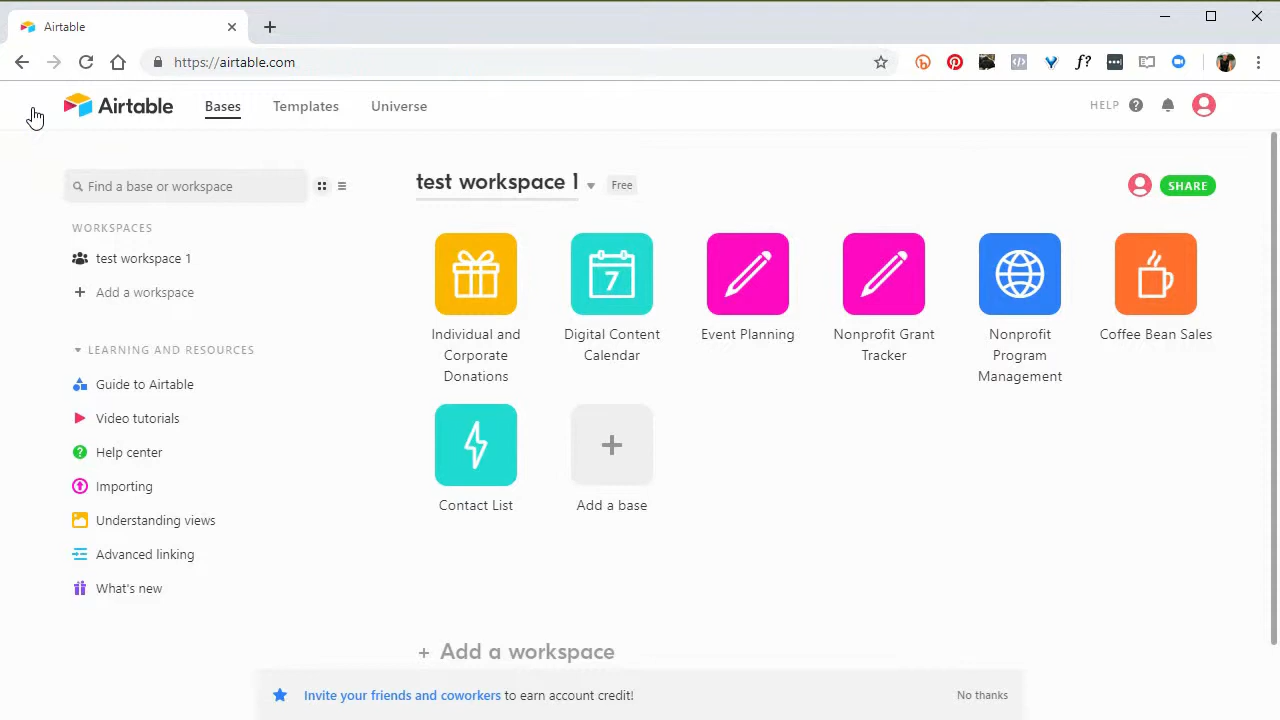 Airtable
https://airtable.com
f?
Airtable
Bases
Templates
Universe
HELP ?
Find a base or workspace
WORKSPACES
test workspace 1
+ Add a workspace
LEARNING AND RESOURCES
Guide to Airtable
Video tutorials
Help center
Importing
Understanding views
Advanced linking
What's new
test workspace 1
Free
SHARE
Individual and
Corporate
Donations
7
Digital Content
Calendar
Event Planning
Nonprofit Grant
Tracker
Nonprofit
Program
Management
Coffee Bean Sales
Contact List
+
Add a base
+ Add a workspace
Invite your friends and coworkers to earn account credit!
No thanks